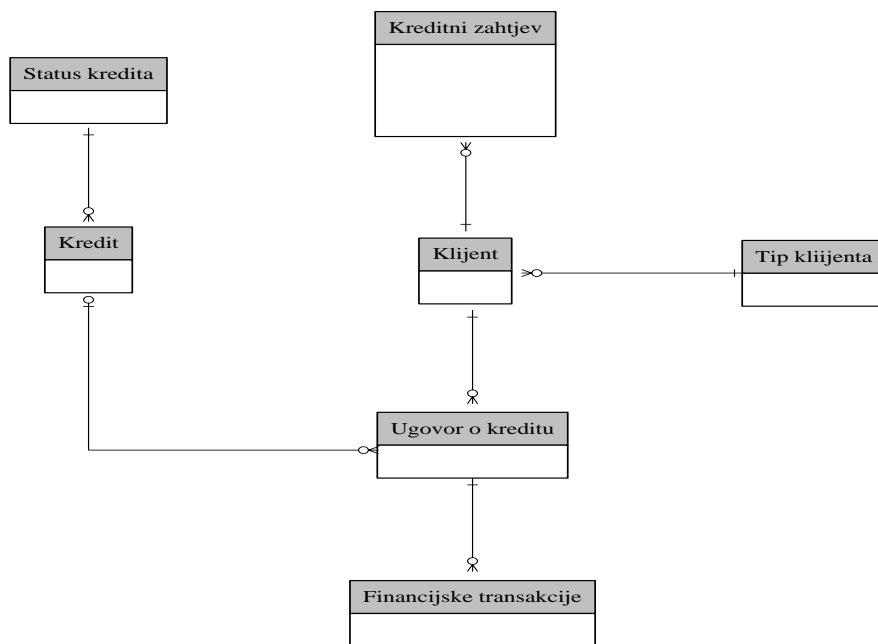 Kreditni zahtjev
Status kredita
Kredit
Klijent
Tip kliijenta
Ugovor o kreditu
Financijske transakcije